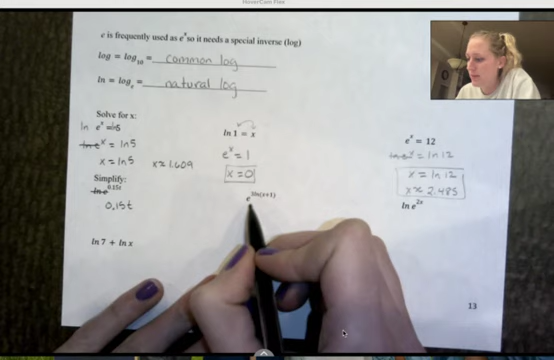 HoverCam Flex
e is frequently used as e^x so it needs a special inverse (log)
log = log₁₀ = common log
ln = logₑ = natural log
Solve for x:
ln e^x = 5
ln e^x = ln5
x = ln5 x≈1.609
ln 1 = x
e^x = 1
x = 0
e^x = 12
ln e^x = ln 12
x = ln 12
x ≈ 2.485
Simplify:
ln e^0.15t
0.15t
e^3ln(x+1)
ln e^2x
ln 7 + ln x
13